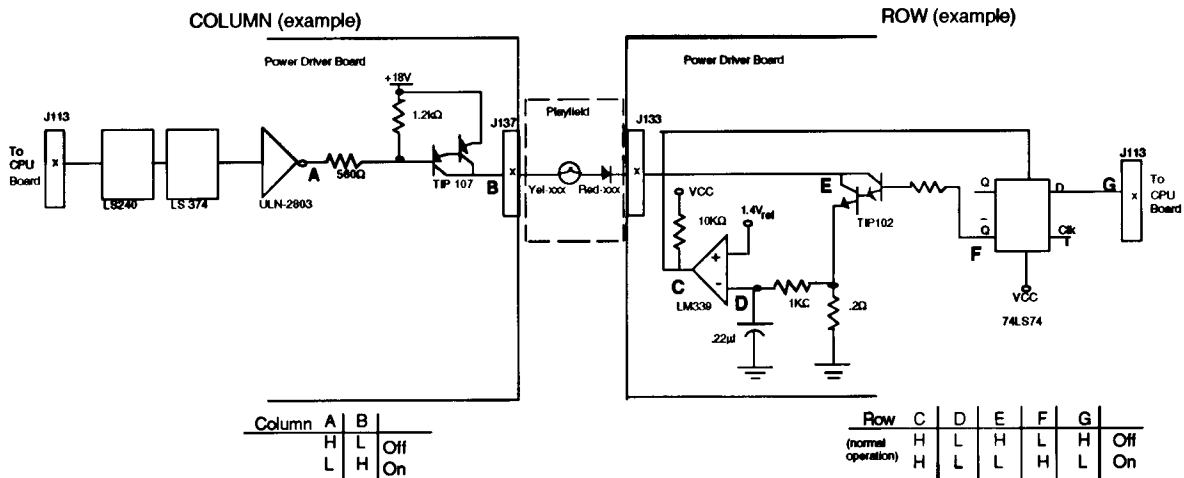 COLUMN (example)
ROW (example)
Power Driver Board
Power Driver Board
+18V
1.2kΩ
J113
To
CPU
Board
x
LS240
LS 374
ULN-2803
A
560Ω
TIP 107
B
J137
x
Playfield
Yel-xxx
Red-xxx
J133
x
VCC
10KΩ
1.4Vref
+
-
C
LM339
D
.22µf
1KΩ
.2Ω
E
TIP102
F
Q
Q
D
Clk
VCC
74LS74
G
J113
x
To
CPU
Board
Column A B
H L Off
L H On
Row C D E F G
(normal operation) H L H L H Off
H L L H L On